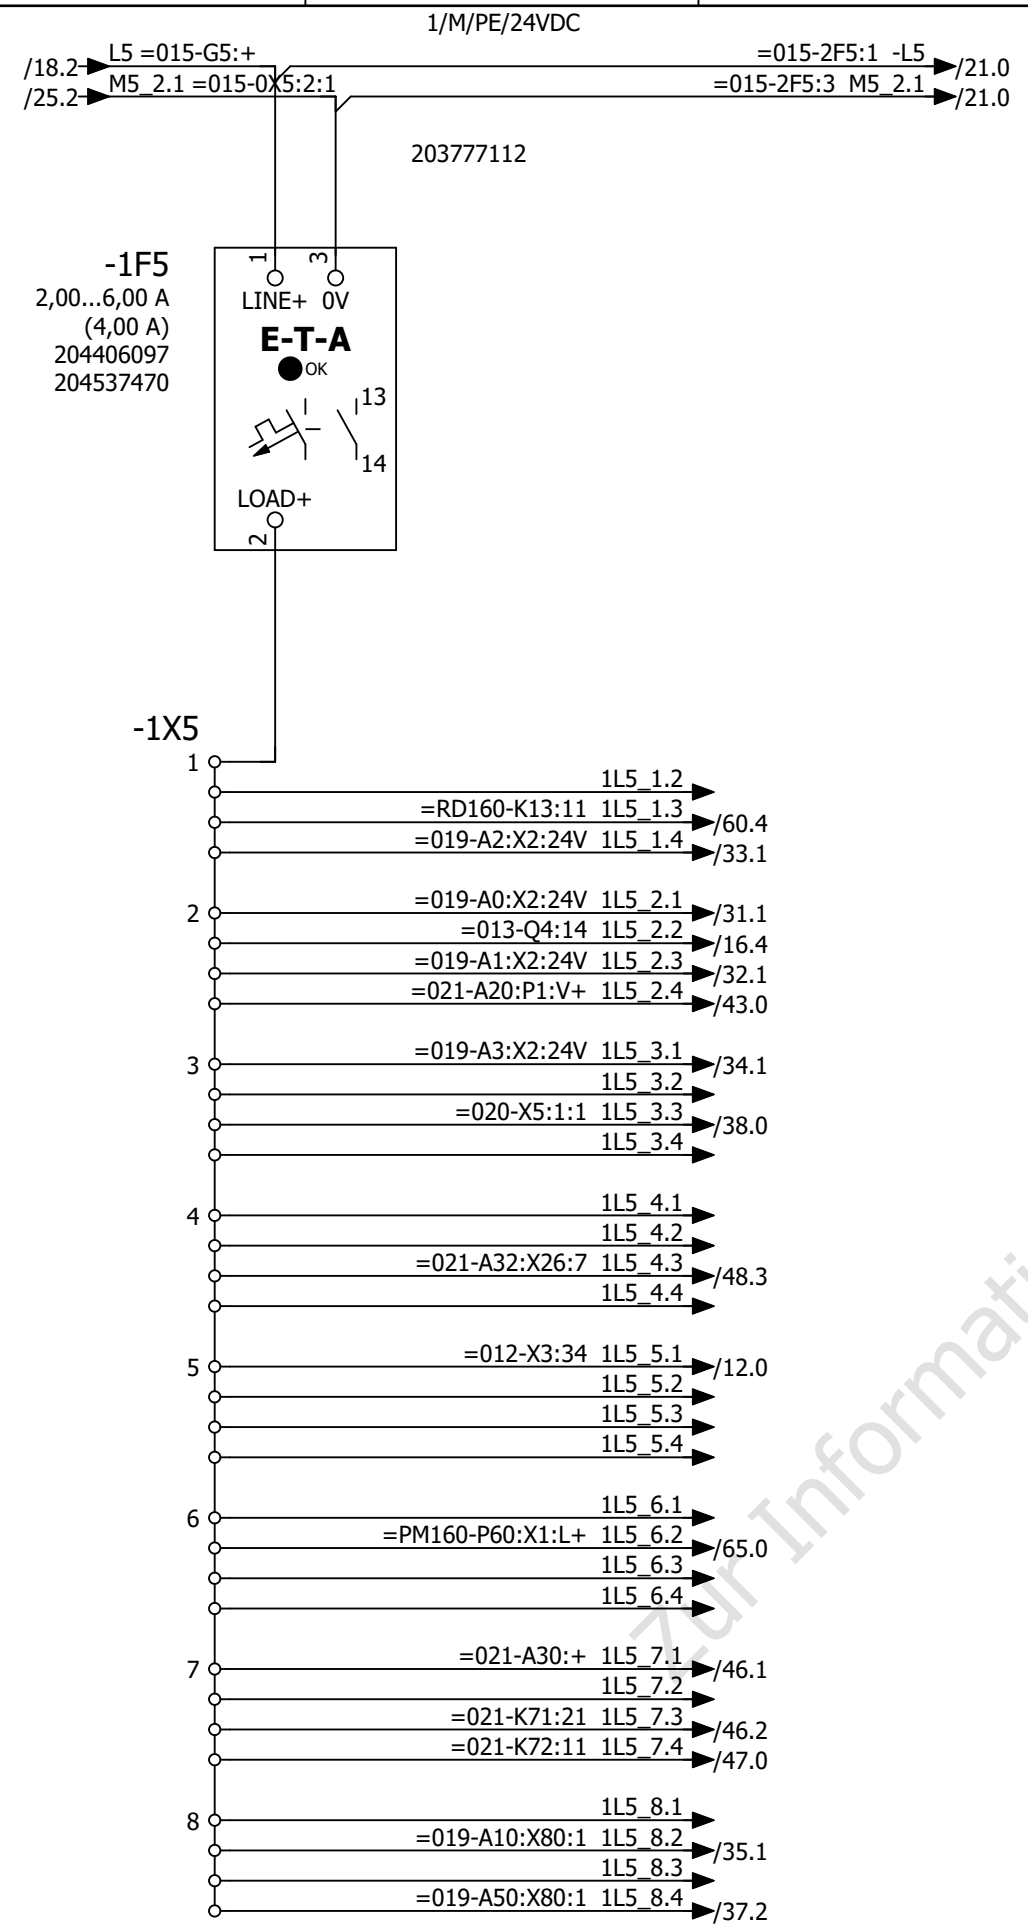 1/M/PE/24VDC
/18.2 L5 =015-G5:+ =015-2F5:1 -L5 /21.0
/25.2 M5_2.1 =015-0X5:2:1 =015-2F5:3 M5_2.1 /21.0
203777112
-1F5
2,00...6,00 A
(4,00 A)
204406097
204537470
1 3
LINE+ 0V
E-T-A
OK
13
14
LOAD+
2
-1X5
1
1L5_1.2
=RD160-K13:11 1L5_1.3 /60.4
=019-A2:X2:24V 1L5_1.4 /33.1
2 =019-A0:X2:24V 1L5_2.1 /31.1
=013-Q4:14 1L5_2.2 /16.4
=019-A1:X2:24V 1L5_2.3 /32.1
=021-A20:P1:V+ 1L5_2.4 /43.0
3 =019-A3:X2:24V 1L5_3.1 /34.1
1L5_3.2
=020-X5:1:1 1L5_3.3 /38.0
1L5_3.4
4 1L5_4.1
1L5_4.2
=021-A32:X26:7 1L5_4.3 /48.3
1L5_4.4
5 =012-X3:34 1L5_5.1 /12.0
1L5_5.2
1L5_5.3
1L5_5.4
6 1L5_6.1
=PM160-P60:X1:L+ 1L5_6.2 /65.0
1L5_6.3
1L5_6.4
7 =021-A30:+ 1L5_7.1 /46.1
1L5_7.2
=021-K71:21 1L5_7.3 /46.2
=021-K72:11 1L5_7.4 /47.0
8 1L5_8.1
=019-A10:X80:1 1L5_8.2 /35.1
1L5_8.3
=019-A50:X80:1 1L5_8.4 /37.2
Zur Informati